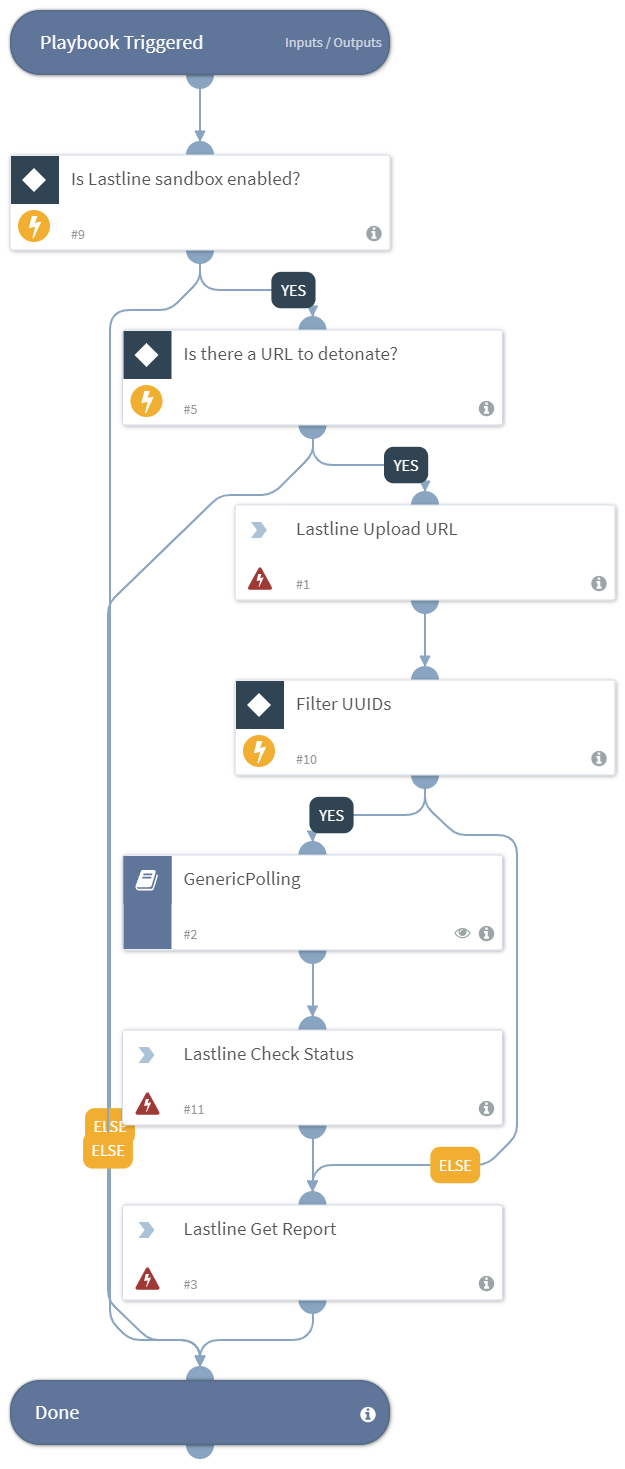 Playbook Triggered Inputs / Outputs
Is Lastline sandbox enabled?
#9
YES
Is there a URL to detonate?
#5
YES
Lastline Upload URL
#1
Filter UUIDs
#10
YES
GenericPolling
#2
Lastline Check Status
#11
ELSE
ELSE
ELSE
Lastline Get Report
#3
Done